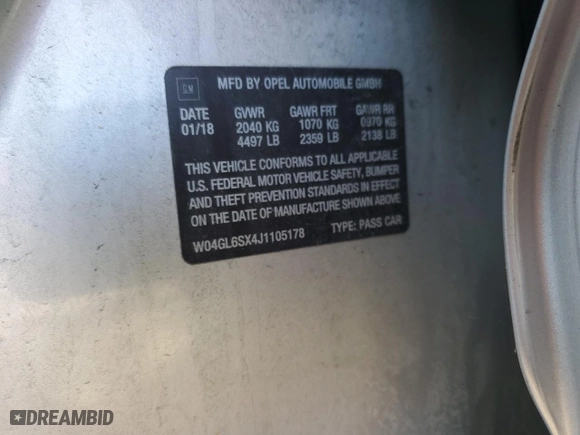 GM
MFD BY OPEL AUTOMOBILE GMBH
DATE GVWR GAWR FRT GAWR RR
01/18 2040 KG 1070 KG 0970 KG
4497 LB 2359 LB 2138 LB
THIS VEHICLE CONFORMS TO ALL APPLICABLE
U.S. FEDERAL MOTOR VEHICLE SAFETY, BUMPER
AND THEFT PREVENTION STANDARDS IN EFFECT
ON THE DATE OF MANUFACTURE SHOWN ABOVE
W04GL6SX4J1105178 TYPE: PASS CAR
DREAMBID